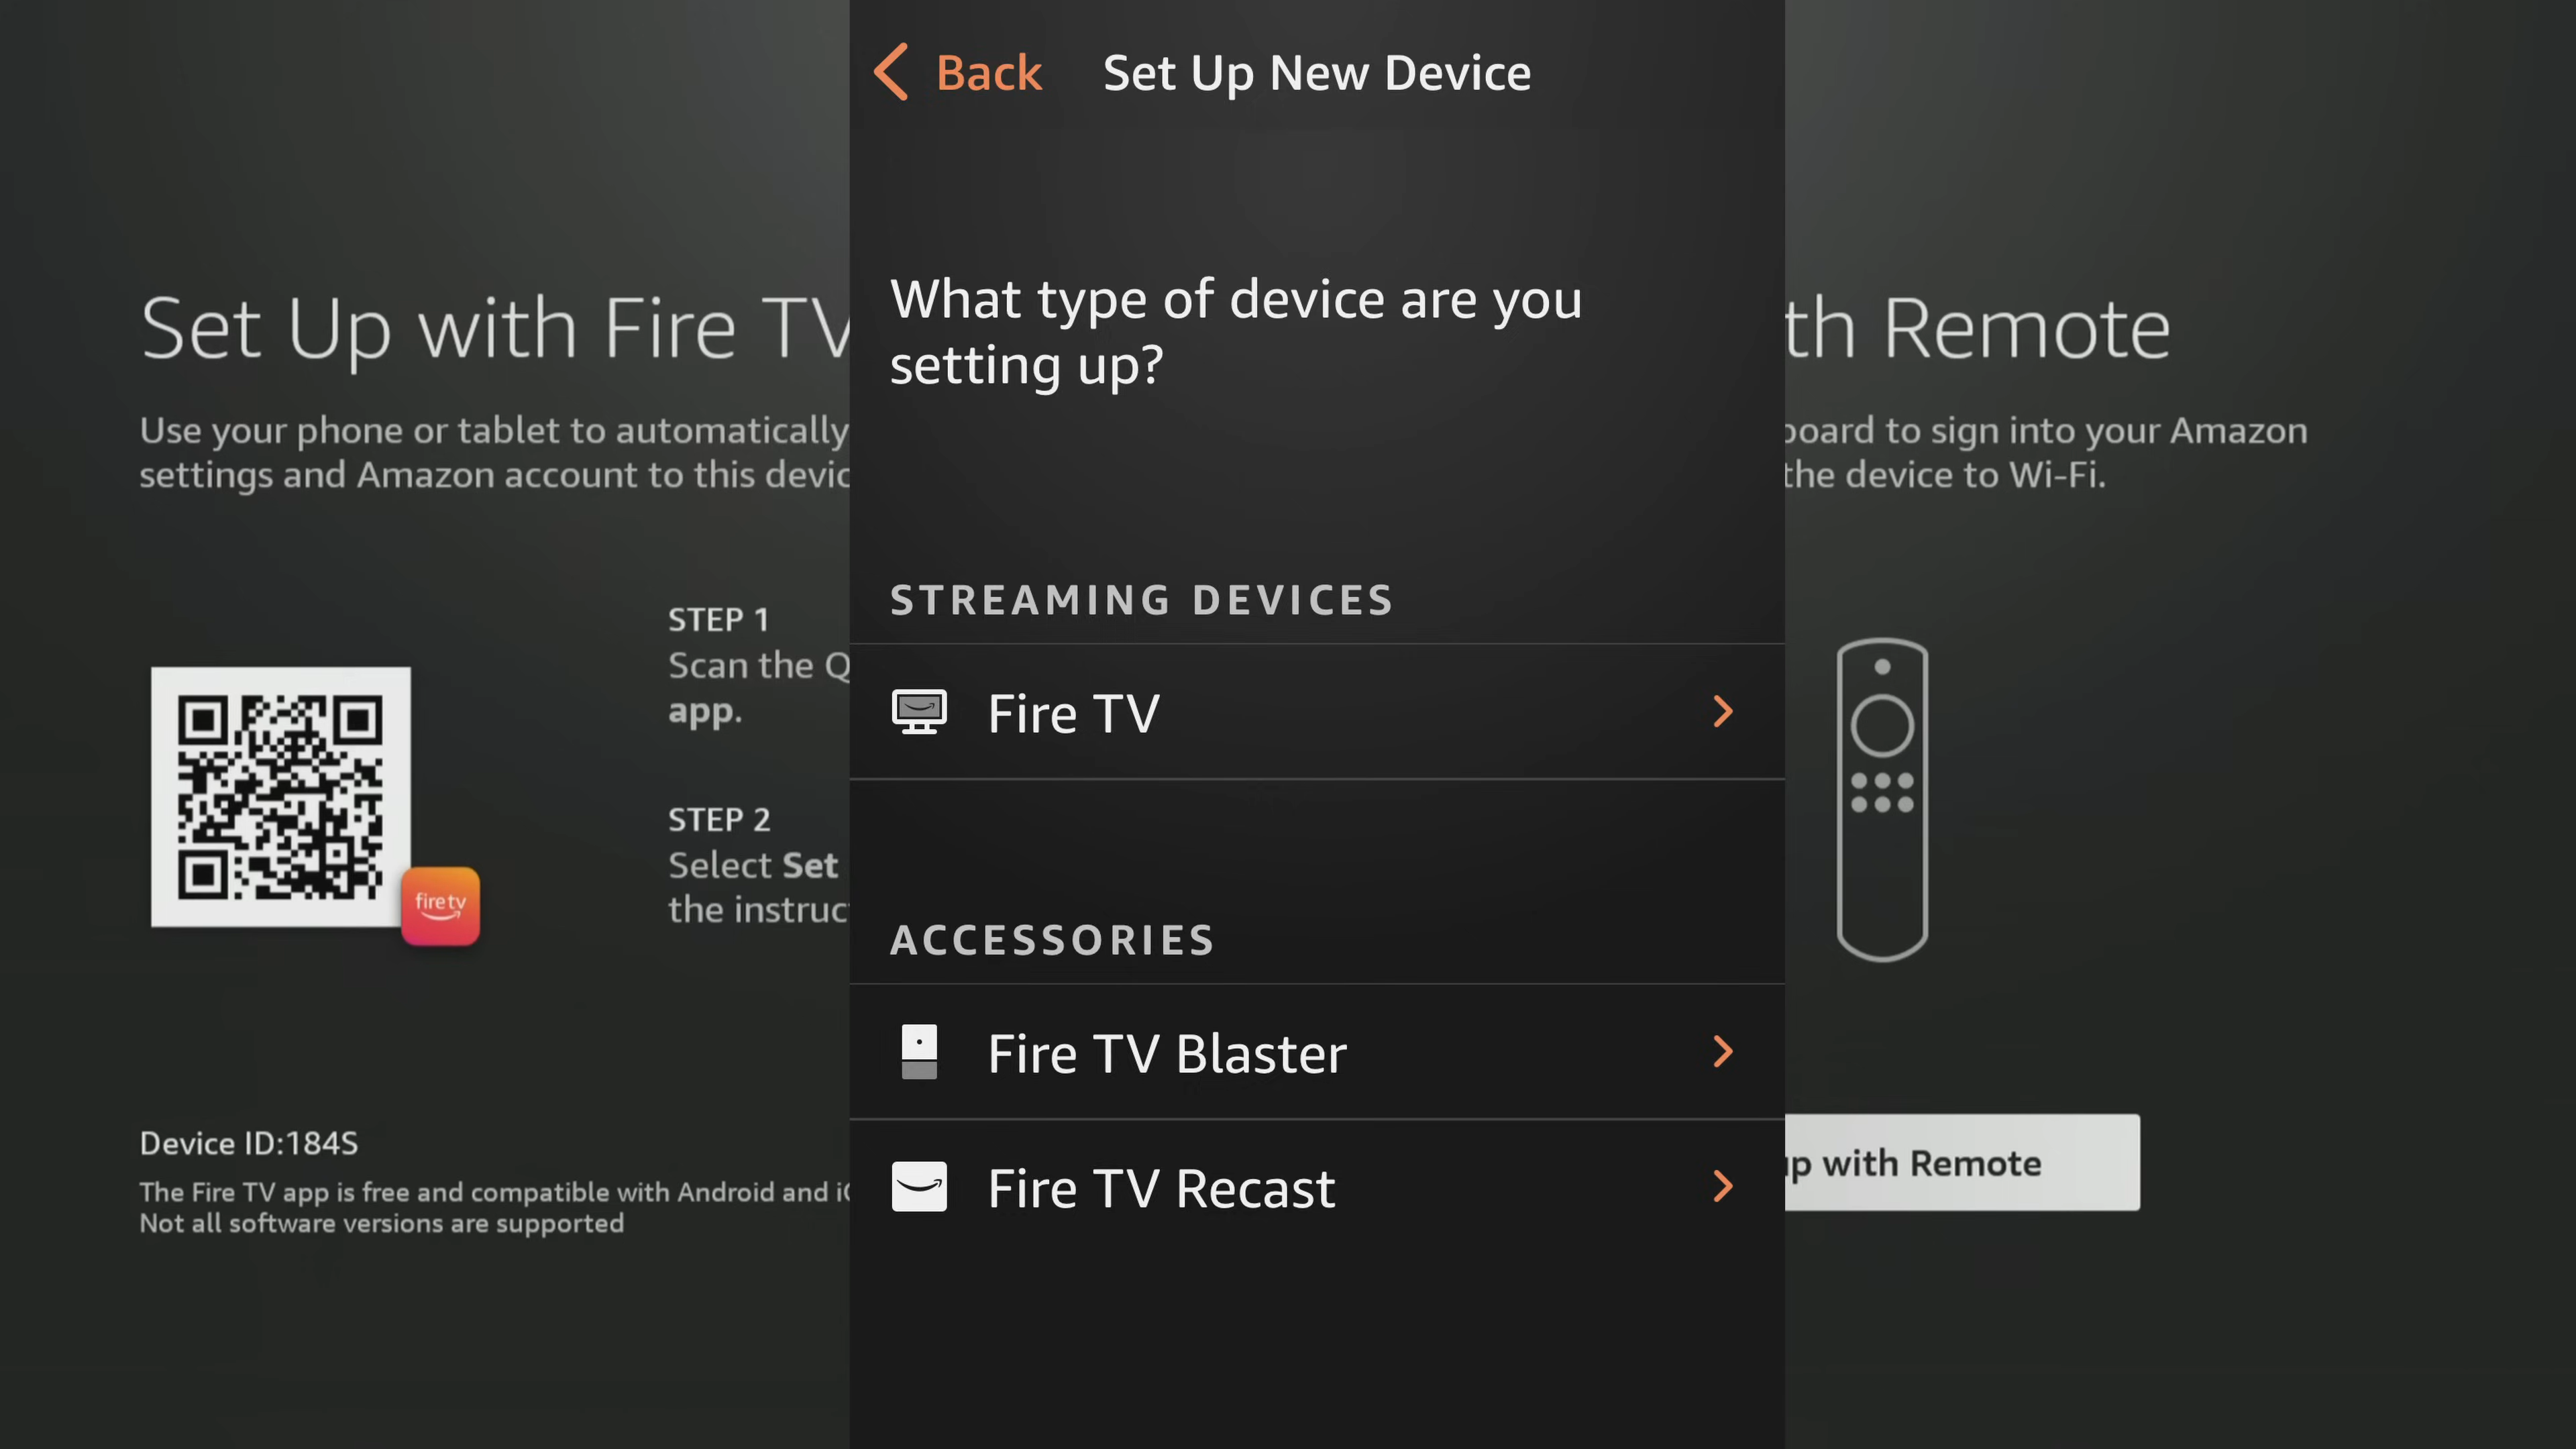 Back
Set Up New Device
What type of device are you
setting up?
STREAMING DEVICES
Fire TV
ACCESSORIES
Fire TV Blaster
Fire TV Recast
Set Up with Fire TV
Use your phone or tablet to automatically
settings and Amazon account to this
STEP 1
Scan the
app.
STEP 2
Select Set
the
fire tv
Device ID:184S
The Fire TV app is free and compatible with Android and
Not all software versions are supported
Remote
to sign into your Amazon
the device to Wi-Fi.
with Remote